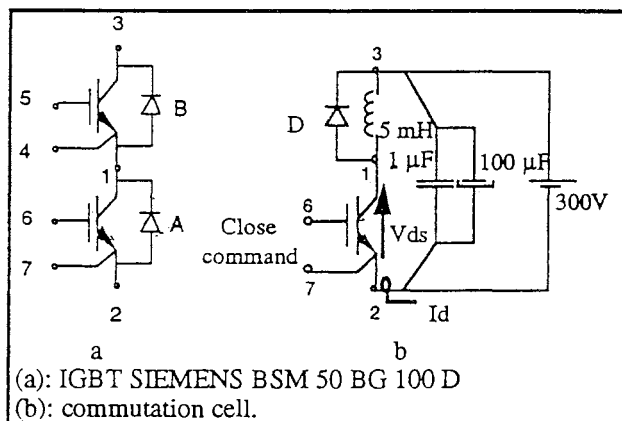 3
5
B
4
1
6
A
7
2
a
3
D
5 mH
1
1 µF
100 µF
300V
6
Close
command
Vds
7
2
Id
b
(a): IGBT SIEMENS BSM 50 BG 100 D
(b): commutation cell.